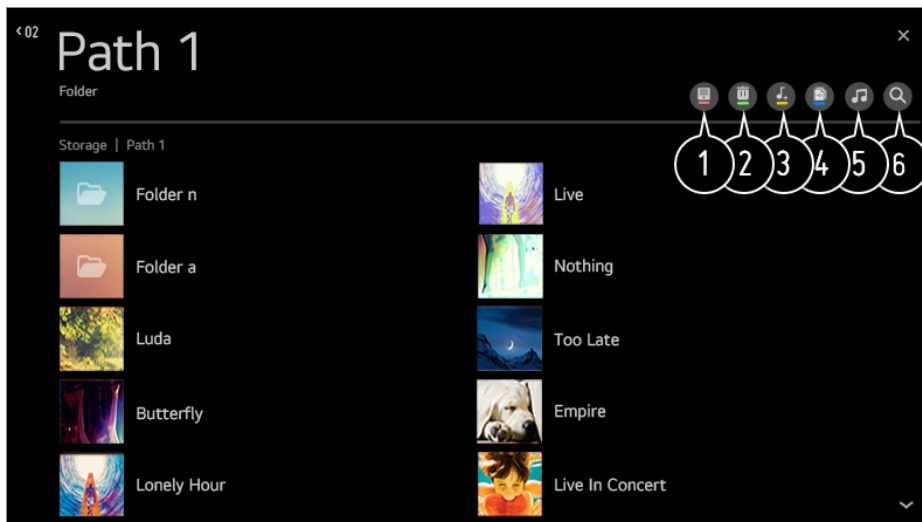 <02
Path 1
Folder
Storage | Path 1
1 2 3 4 5 6
Folder n
Live
Folder a
Nothing
Luda
Too Late
Butterfly
Empire
Lonely Hour
Live In Concert